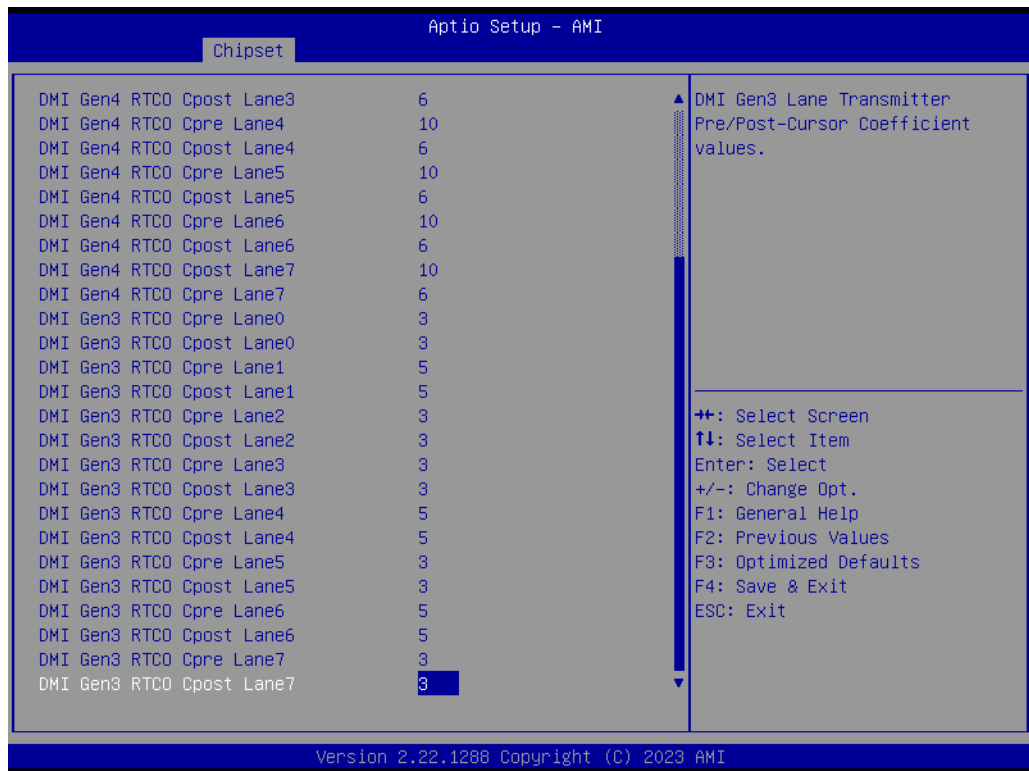 Aptio Setup – AMI
Chipset
DMI Gen4 RTCO Cpost Lane3 6
DMI Gen4 RTCO Cpre Lane4 10
DMI Gen4 RTCO Cpost Lane4 6
DMI Gen4 RTCO Cpre Lane5 10
DMI Gen4 RTCO Cpost Lane5 6
DMI Gen4 RTCO Cpre Lane6 10
DMI Gen4 RTCO Cpost Lane6 6
DMI Gen4 RTCO Cpost Lane7 10
DMI Gen4 RTCO Cpre Lane7 6
DMI Gen3 RTCO Cpre Lane0 3
DMI Gen3 RTCO Cpost Lane0 3
DMI Gen3 RTCO Cpre Lane1 5
DMI Gen3 RTCO Cpost Lane1 5
DMI Gen3 RTCO Cpre Lane2 3
DMI Gen3 RTCO Cpost Lane2 3
DMI Gen3 RTCO Cpre Lane3 3
DMI Gen3 RTCO Cpost Lane3 3
DMI Gen3 RTCO Cpre Lane4 5
DMI Gen3 RTCO Cpost Lane4 5
DMI Gen3 RTCO Cpre Lane5 3
DMI Gen3 RTCO Cpost Lane5 3
DMI Gen3 RTCO Cpre Lane6 5
DMI Gen3 RTCO Cpost Lane6 5
DMI Gen3 RTCO Cpre Lane7 3
DMI Gen3 RTCO Cpost Lane7 3
DMI Gen3 Lane Transmitter
Pre/Post-Cursor Coefficient
values.
→←: Select Screen
↑↓: Select Item
Enter: Select
+/-: Change Opt.
F1: General Help
F2: Previous Values
F3: Optimized Defaults
F4: Save & Exit
ESC: Exit
Version 2.22.1288 Copyright (C) 2023 AMI